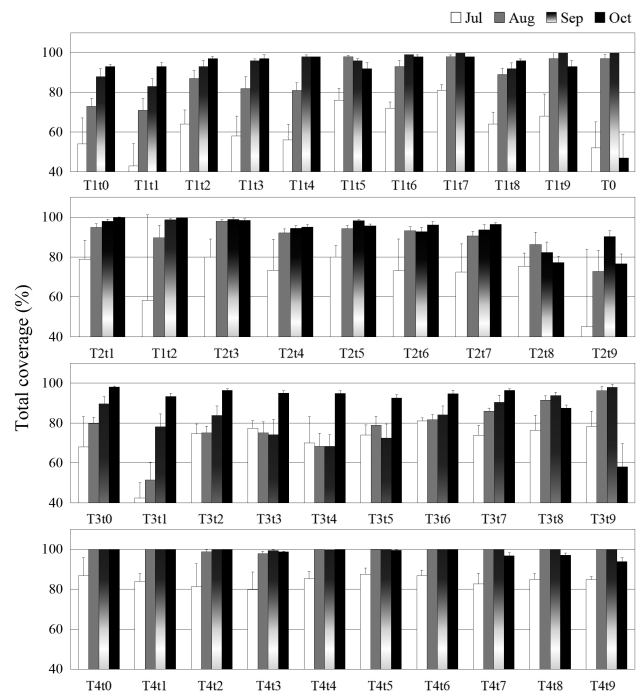 Jul Aug Sep Oct
100
80
60
40
T1t0 T1t1 T1t2 T1t3 T1t4 T1t5 T1t6 T1t7 T1t8 T1t9 T0
100
80
60
40
T2t1 T1t2 T2t3 T2t4 T2t5 T2t6 T2t7 T2t8 T2t9
Total coverage (%)
100
80
60
40
T3t0 T3t1 T3t2 T3t3 T3t4 T3t5 T3t6 T3t7 T3t8 T3t9
100
80
60
40
T4t0 T4t1 T4t2 T4t3 T4t4 T4t5 T4t6 T4t7 T4t8 T4t9